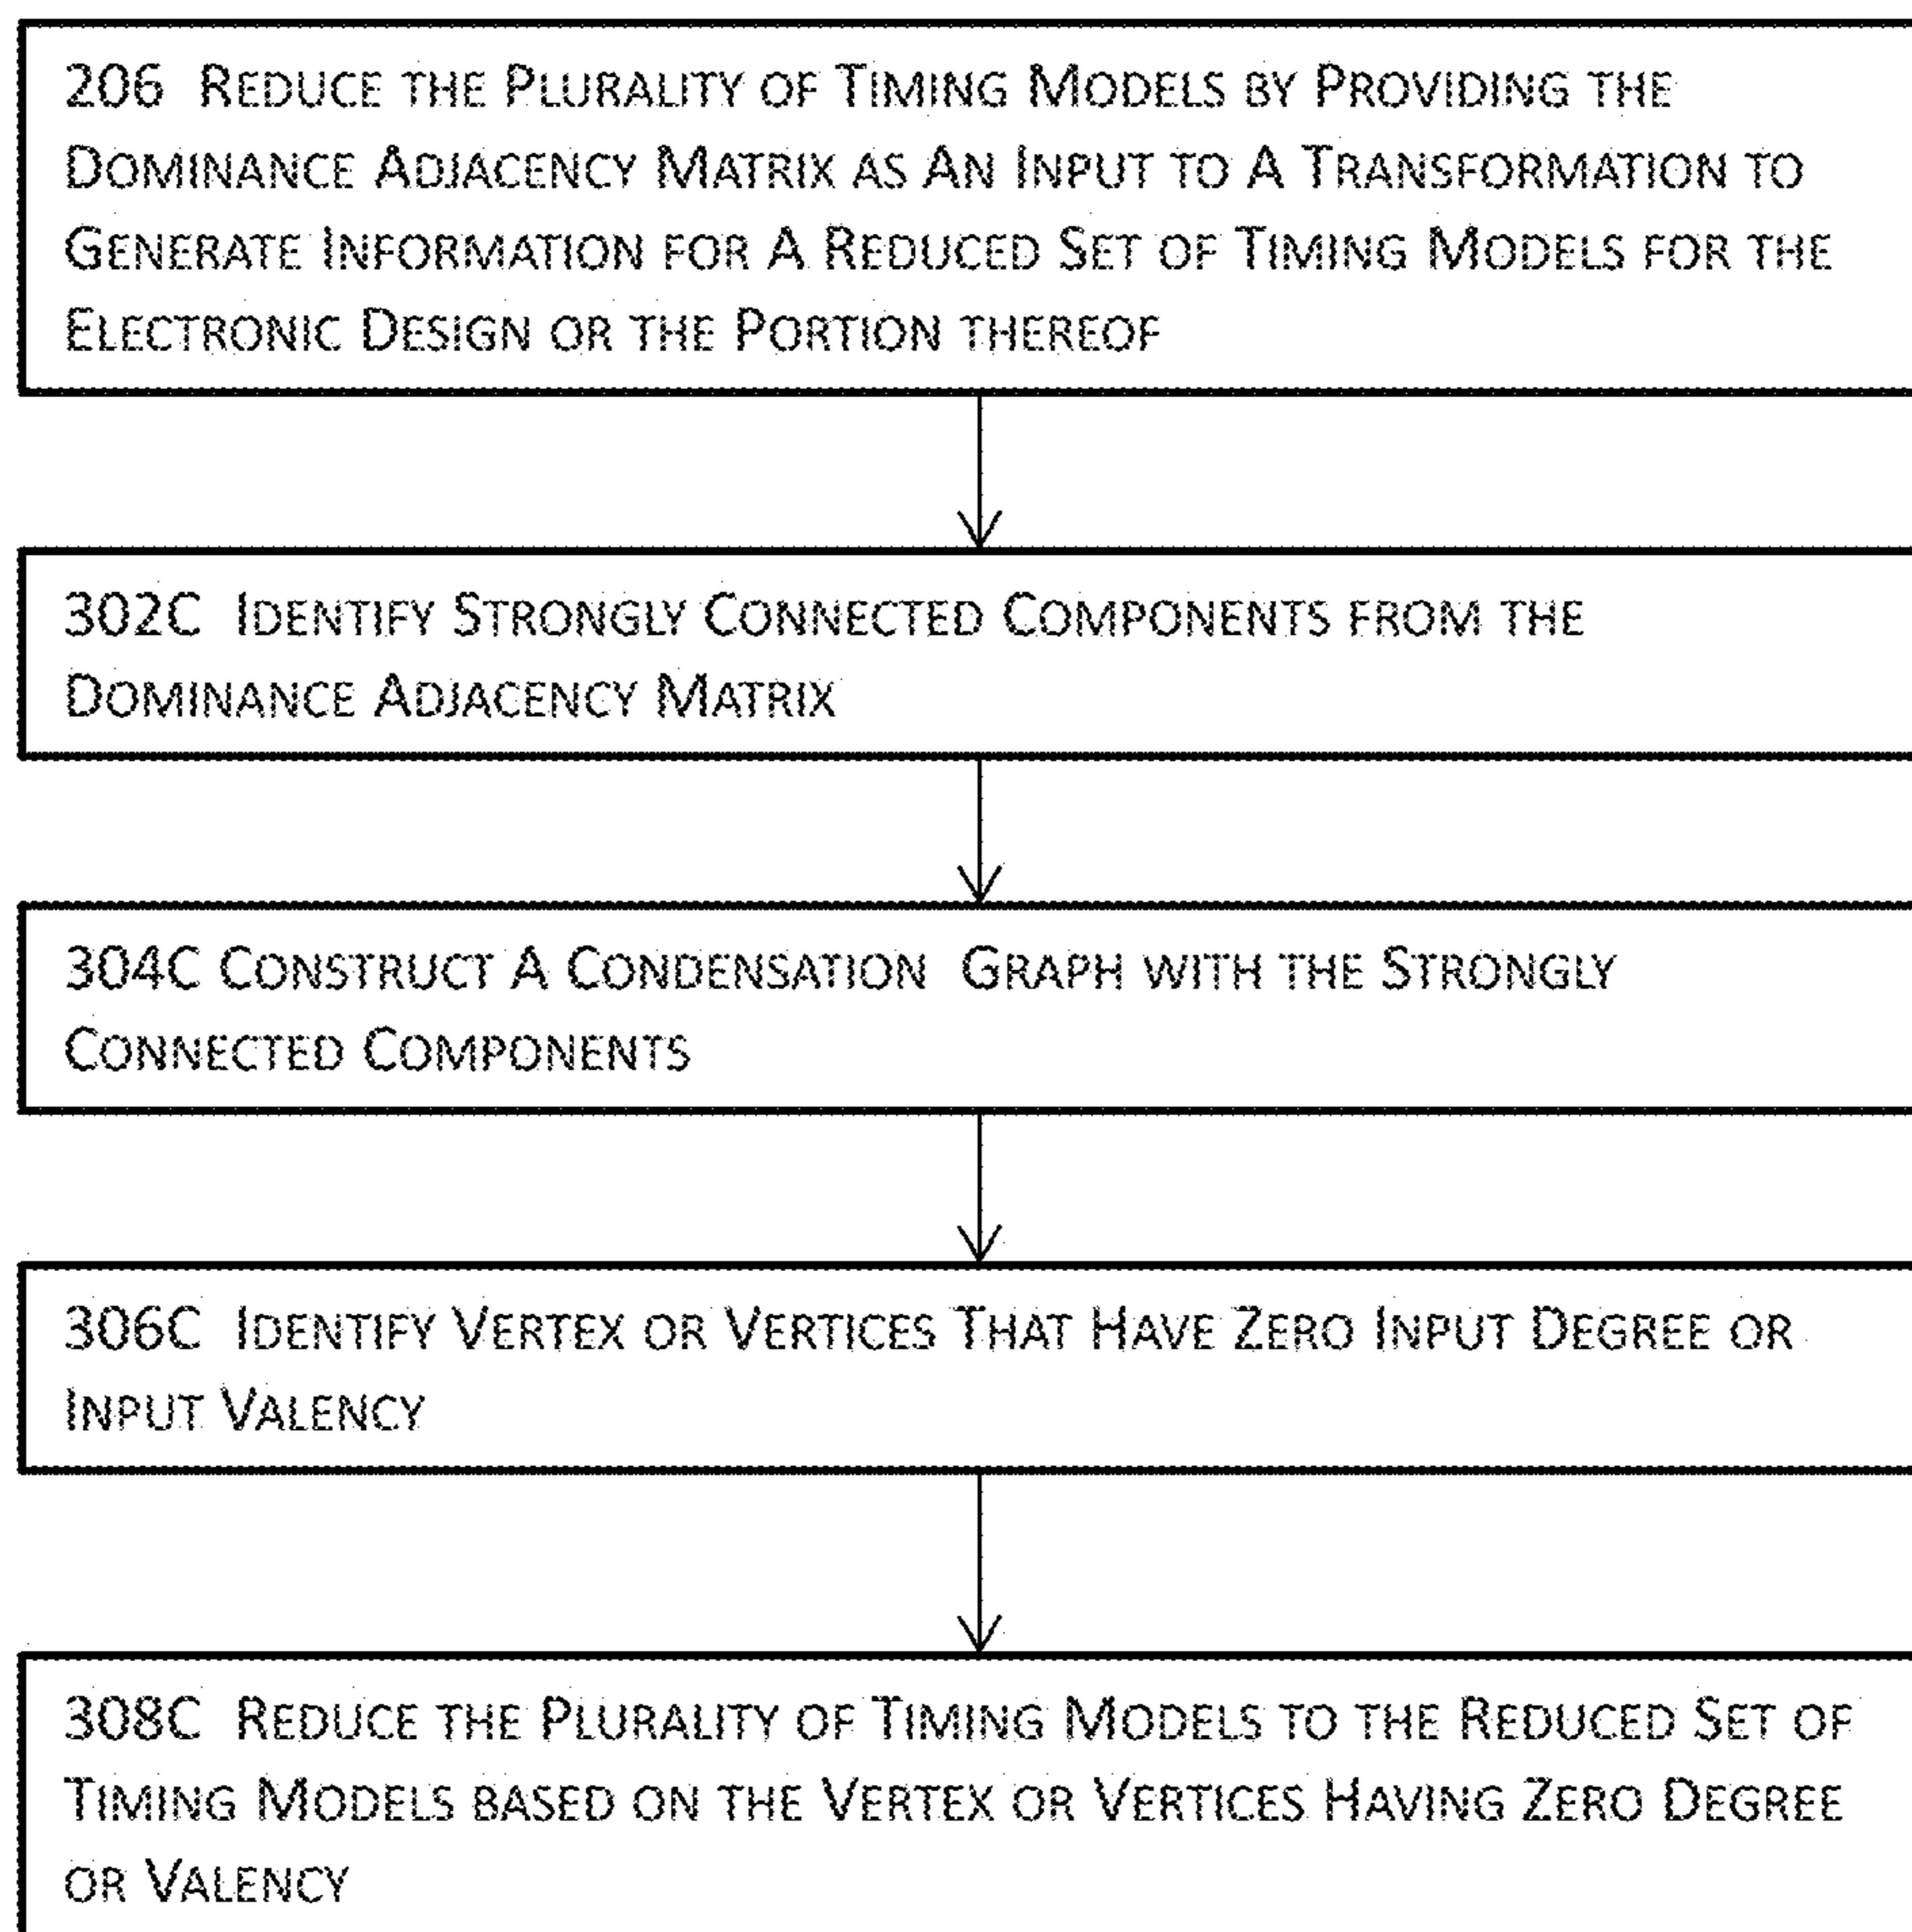 206 Reduce the Plurality of Timing Models by Providing the
Dominance Adjacency Matrix as An Input to A Transformation to
Generate Information for A Reduced Set of Timing Models for the
Electronic Design or the Portion thereof
302C Identify Strongly Connected Components from the
Dominance Adjacency Matrix
304C Construct A Condensation Graph with the Strongly
Connected Components
306C Identify Vertex or Vertices That Have Zero Input Degree or
Input Valency
308C Reduce the Plurality of Timing Models to the Reduced Set of
Timing Models based on the Vertex or Vertices Having Zero Degree
or Valency